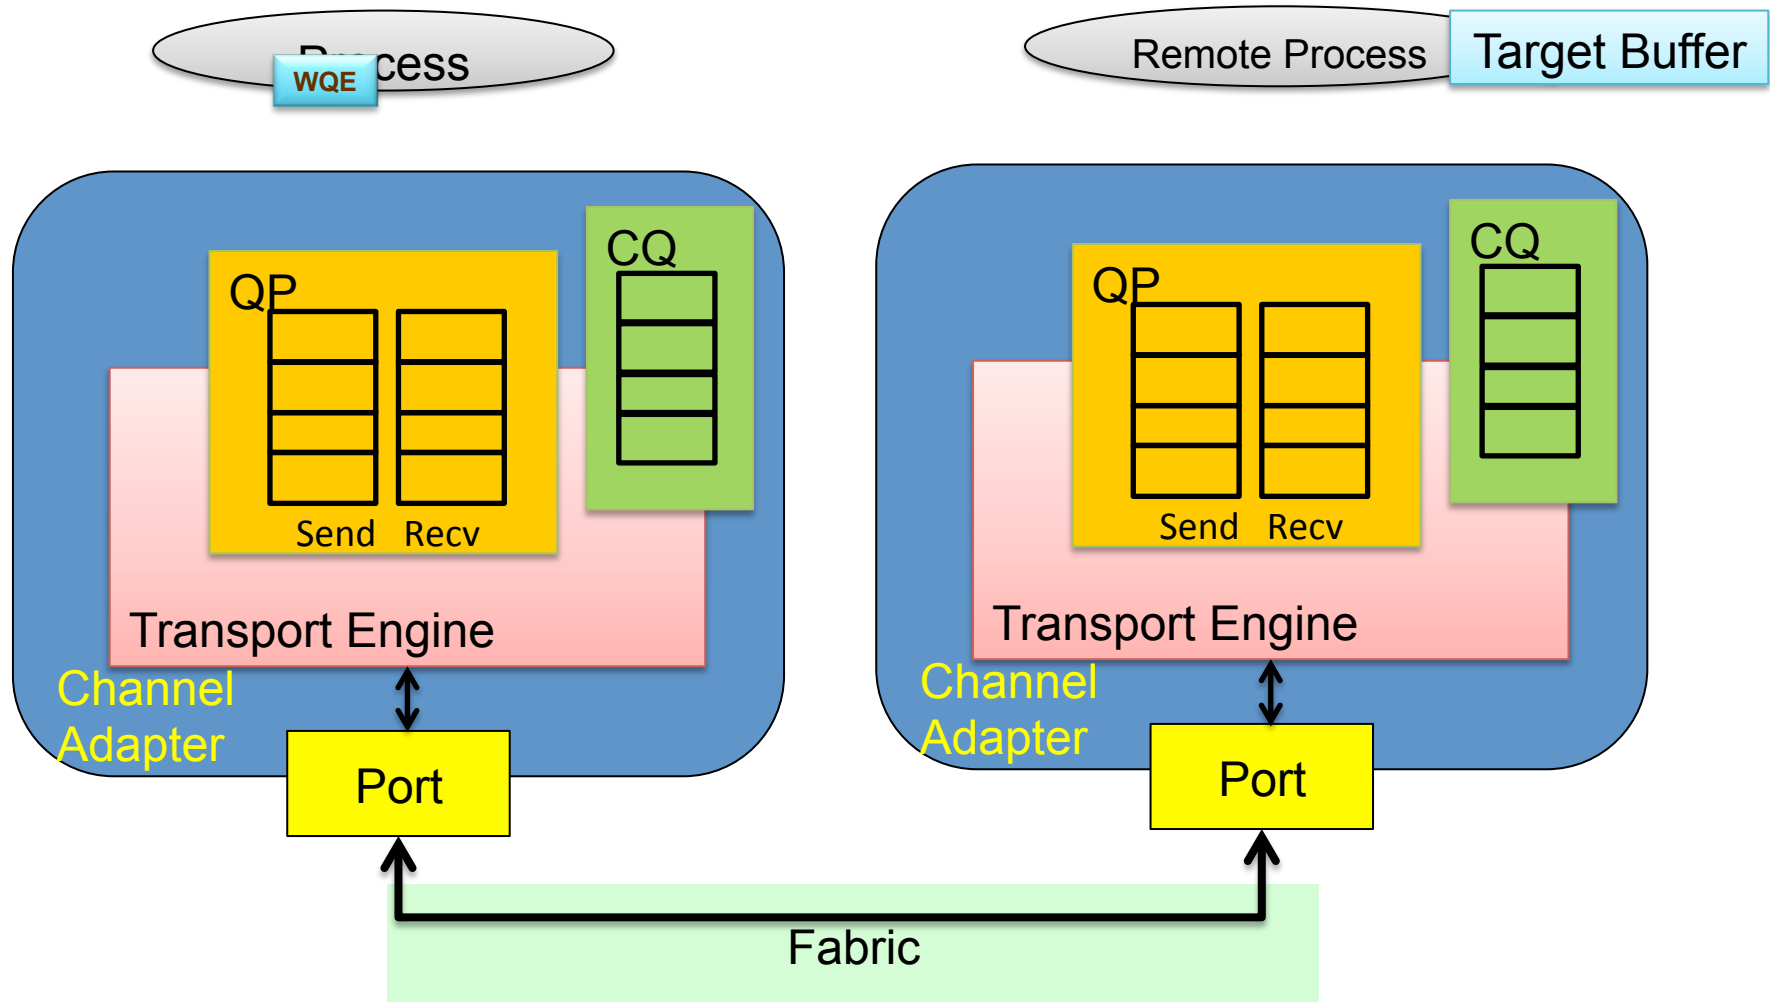 Process
WQE
Remote Process
Target Buffer
CQ
QP
Send Recv
Transport Engine
Channel
Adapter
Port
CQ
QP
Send Recv
Transport Engine
Channel
Adapter
Port
Fabric